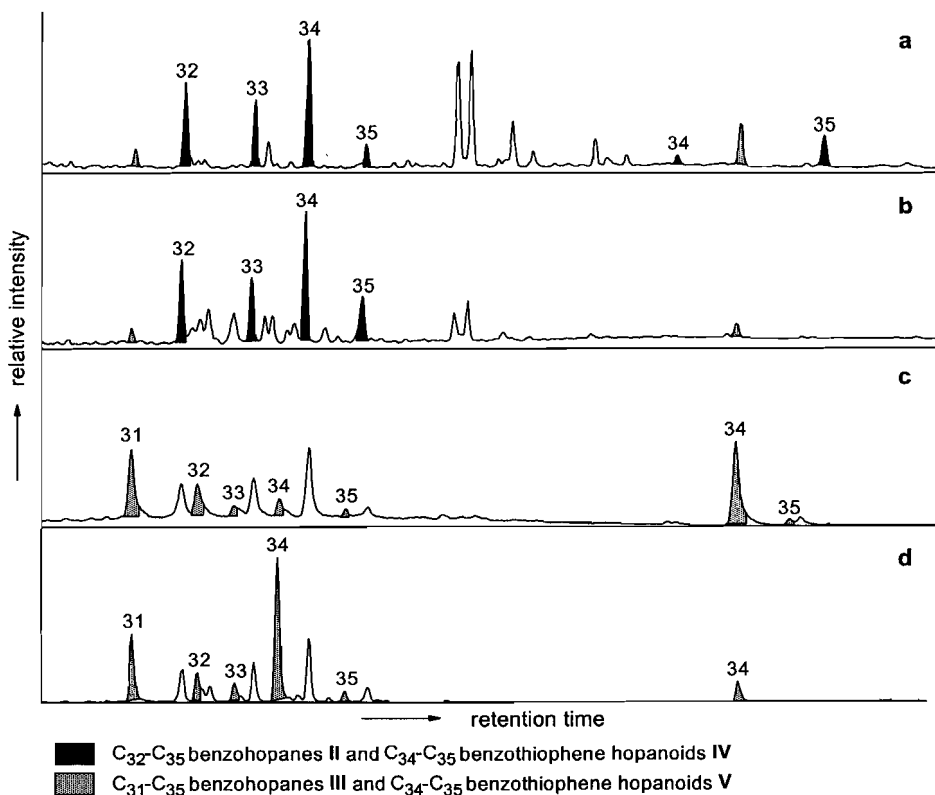 a
32
33
34
35
34
35
b
32
33
34
35
c
31
32
33
34
35
34
35
d
31
32
33
34
35
34
relative intensity
retention time
C₃₂-C₃₅ benzohopanes II and C₃₄-C₃₅ benzothiophene hopanoids IV
C₃₁-C₃₅ benzohopanes III and C₃₄-C₃₅ benzothiophene hopanoids V